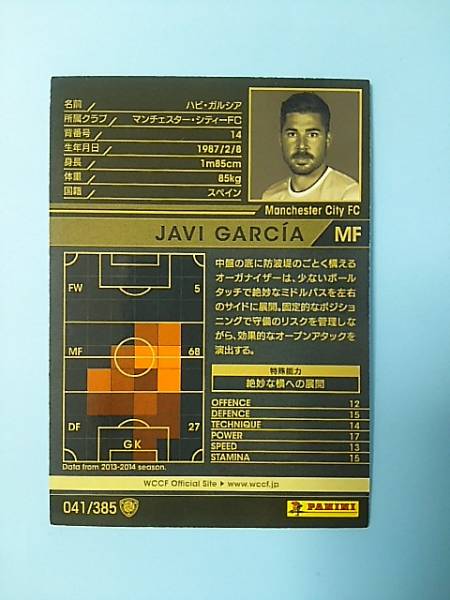 名前 ハビ・ガルシア
所属クラブ マンチェスター・シティーFC
背番号 14
生年月日 1987/2/8
身長 1m85cm
体重 85kg
国籍 スペイン
Manchester City FC
JAVI GARCÍA MF
中盤の底に防波堤のごとく構える
オーガナイザーは、少ないボール
タッチで絶妙なミドルパスを左右
のサイドに展開。固定的なポジショ
ニングで守備のリスクを管理しな
がら、効果的なオープンアタックを
演出する。
特殊能力
絶妙な横への展開
OFFENCE 12
DEFENCE 15
TECHNIQUE 14
POWER 17
SPEED 13
STAMINA 15
FW 5
MF 68
DF 27
GK
Data from 2013-2014 season.
WCCF Official Site ▶ www.wccf.jp
041/385
PANINI